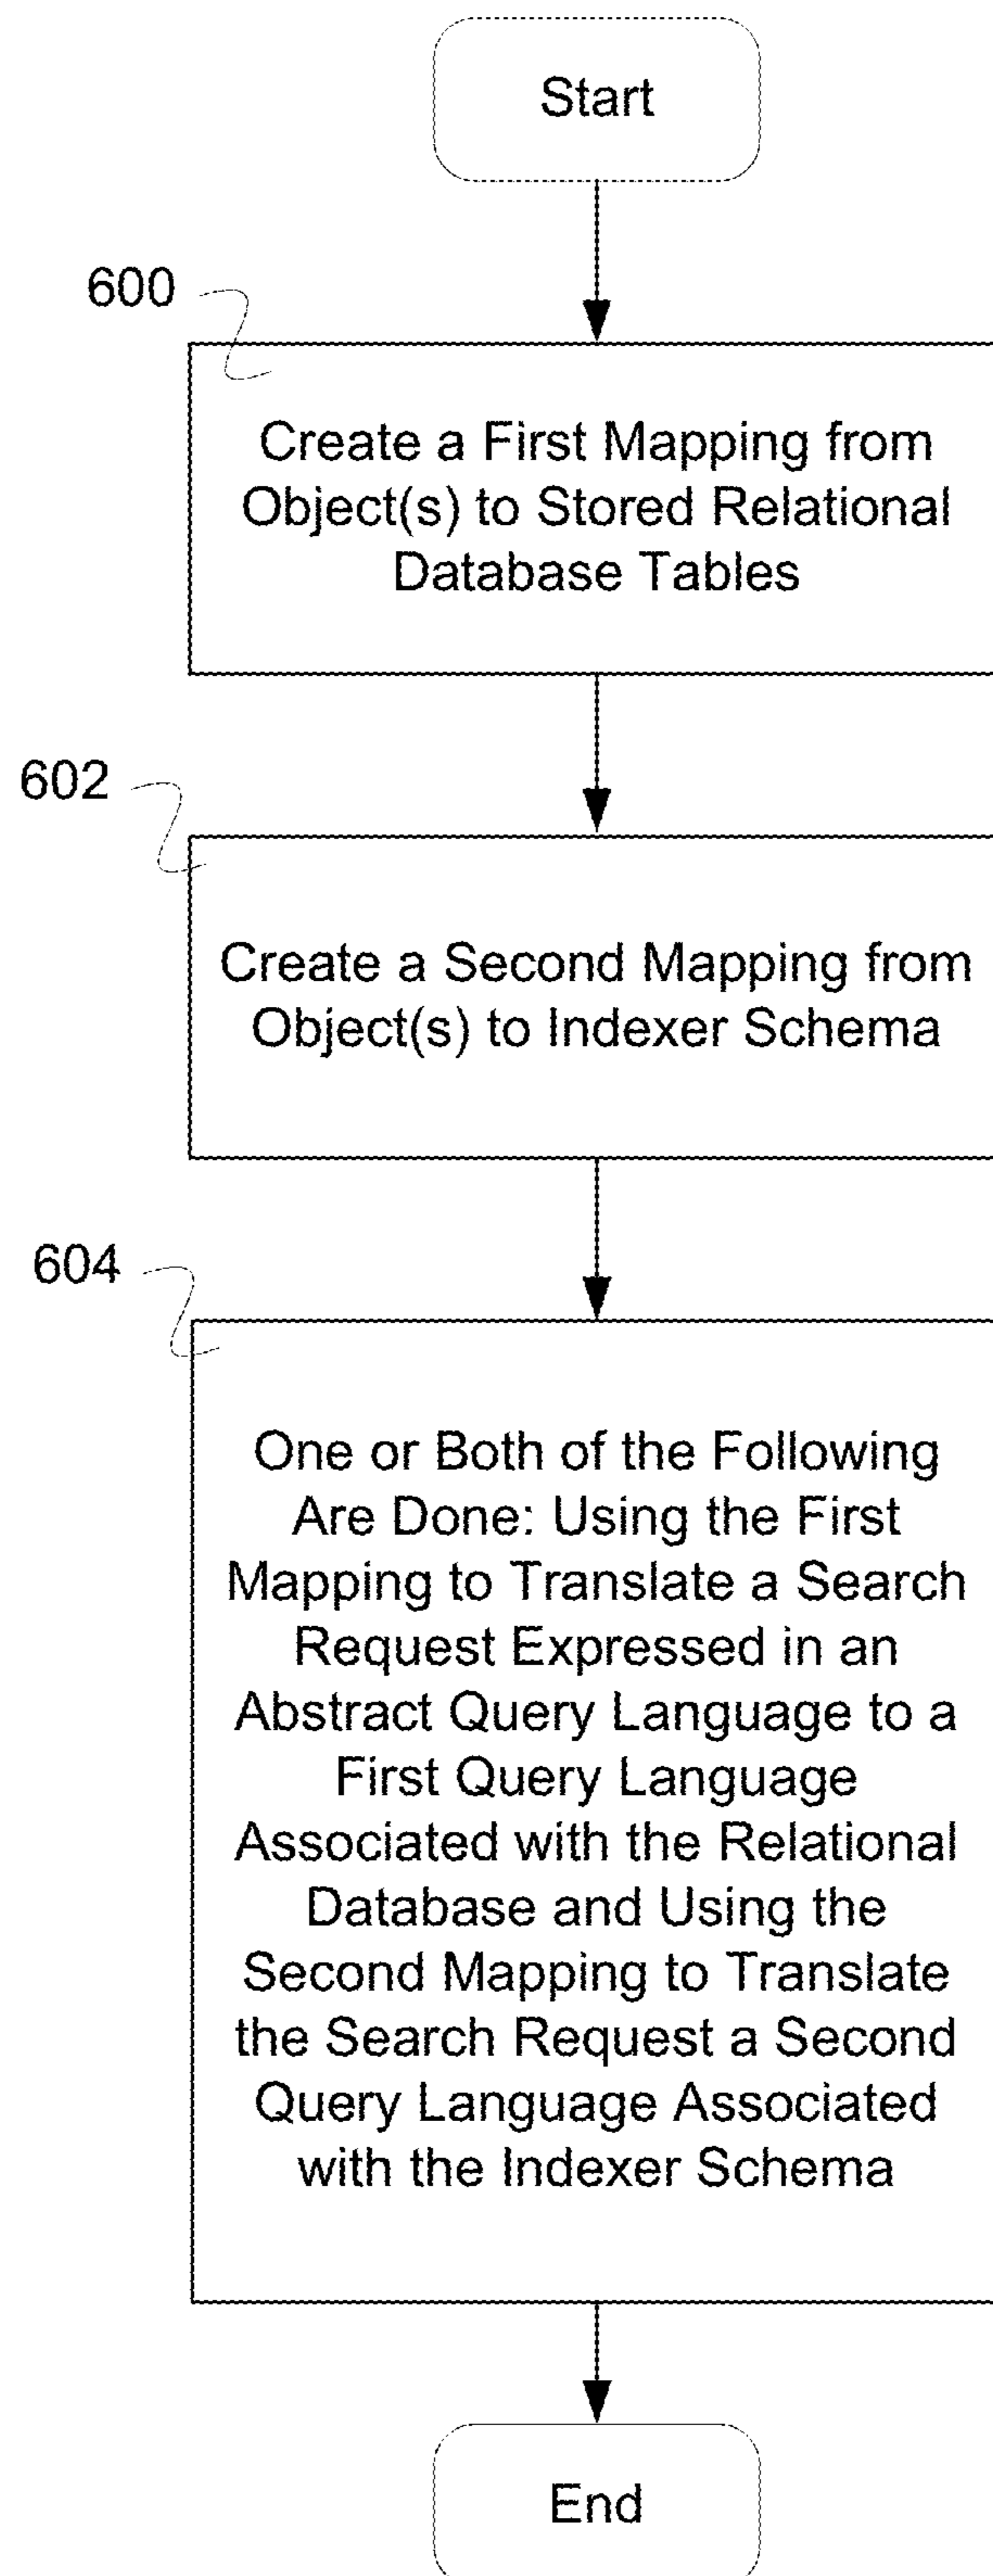 Start
600
Create a First Mapping from
Object(s) to Stored Relational
Database Tables
602
Create a Second Mapping from
Object(s) to Indexer Schema
604
One or Both of the Following
Are Done: Using the First
Mapping to Translate a Search
Request Expressed in an
Abstract Query Language to a
First Query Language
Associated with the Relational
Database and Using the
Second Mapping to Translate
the Search Request a Second
Query Language Associated
with the Indexer Schema
End